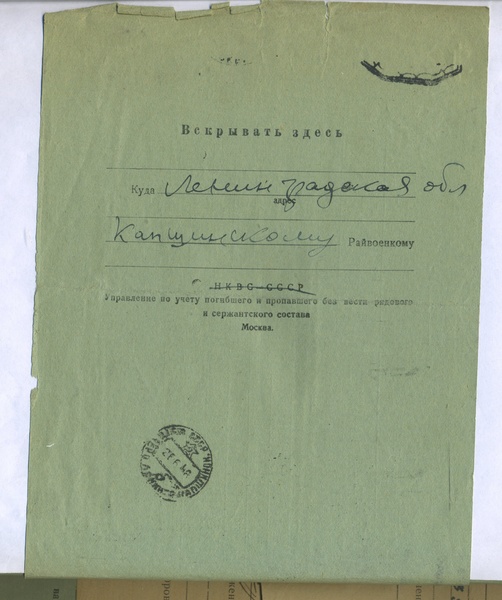 Вскрывать здесь
Куда Ленинградская обл
адрес
Капшинскому Райвоенкому
НКВС СССР
Управление по учету погибшего и пропавшего без вести рядового
и сержантского состава
Москва.